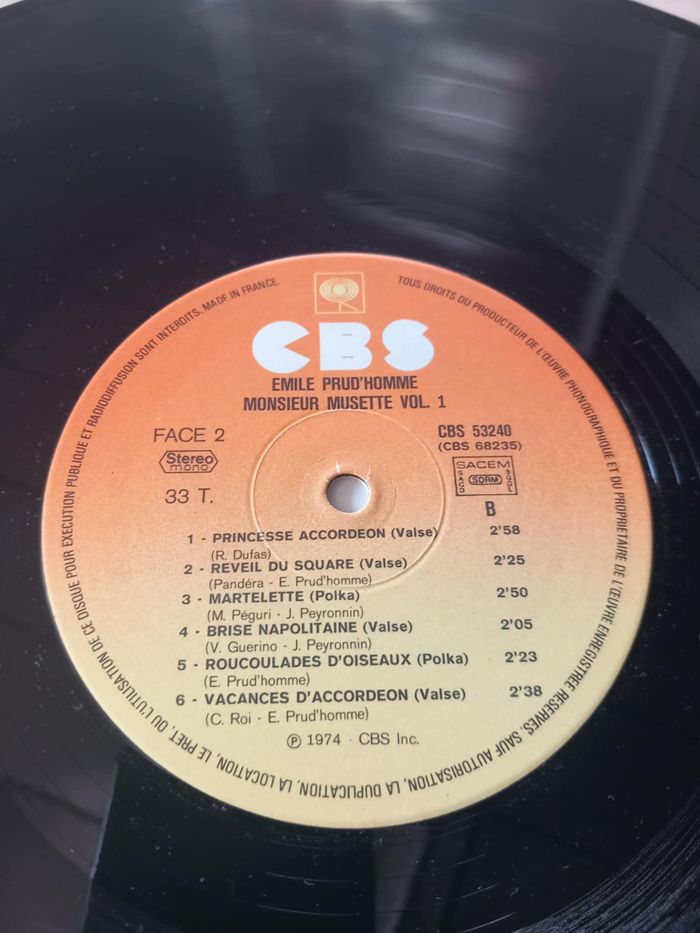 TOUS DROITS DU PRODUCTEUR DE L'ŒUVRE PHONOGRAPHIQUE ET DU PROPRIETAIRE DE L'ŒUVRE ENREGISTREE RESERVES. SAUF AUTORISATION, LA DUPLICATION, LA LOCATION, LE PRET, OU L'UTILISATION DE CE DISQUE POUR EXECUTION PUBLIQUE ET RADIODIFFUSION SONT INTERDITS. MADE IN FRANCE.
CBS
EMILE PRUD'HOMME
MONSIEUR MUSETTE VOL. 1
FACE 2
CBS 53240
(CBS 68235)
Stereo
mono
SACEM
SACD
SDRM
SGDL
33 T.
B
1 - PRINCESSE ACCORDEON (Valse) 2'58
(R. Dufas)
2 - REVEIL DU SQUARE (Valse) 2'25
(Pandéra - E. Prud'homme)
3 - MARTELETTE (Polka) 2'50
(M. Péguri - J. Peyronnin)
4 - BRISE NAPOLITAINE (Valse) 2'05
(V. Guerino - J. Peyronnin)
5 - ROUCOULADES D'OISEAUX (Polka) 2'23
(E. Prud'homme)
6 - VACANCES D'ACCORDEON (Valse) 2'38
(C. Roi - E. Prud'homme)
℗ 1974 · CBS Inc.